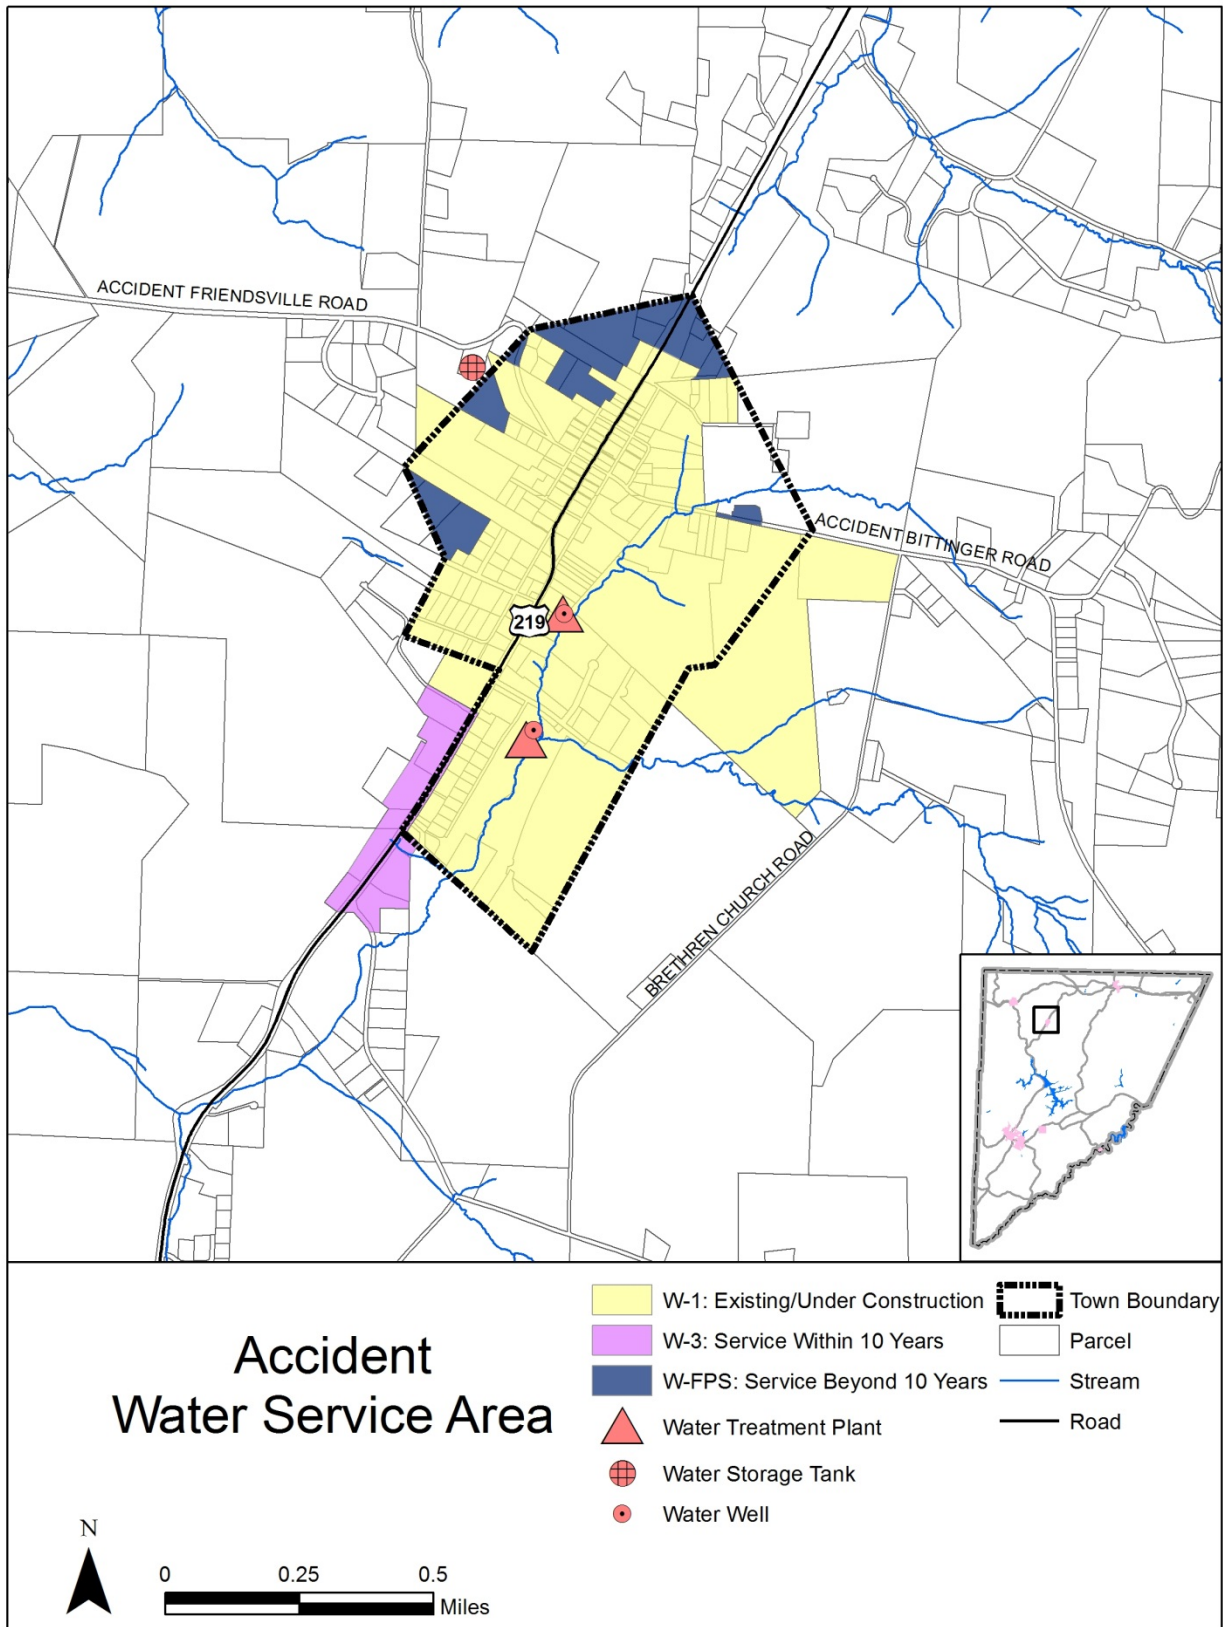 ACCIDENT FRIENDSVILLE ROAD
ACCIDENT BITTINGER ROAD
219
BRETHREN CHURCH ROAD
Accident
Water Service Area
W-1: Existing/Under Construction
W-3: Service Within 10 Years
W-FPS: Service Beyond 10 Years
Water Treatment Plant
Water Storage Tank
Water Well
Town Boundary
Parcel
Stream
Road
N
0 0.25 0.5
Miles